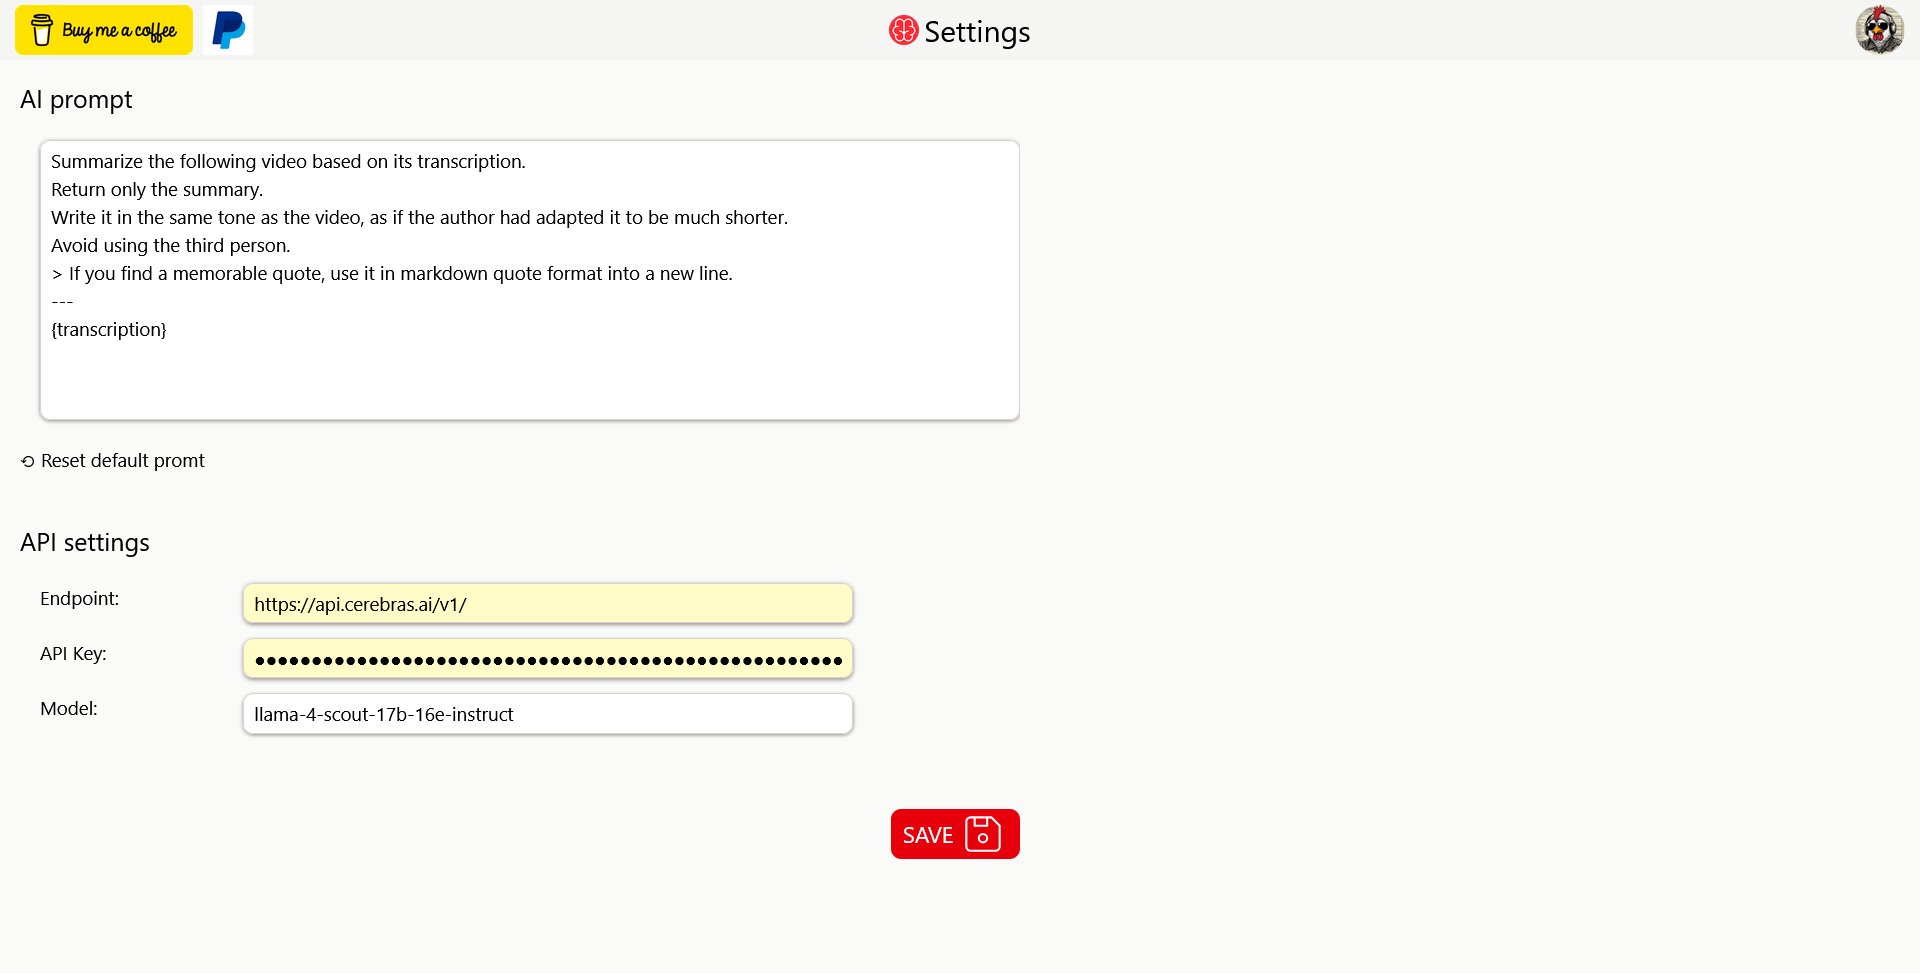 Buy me a coffee
Settings
AI prompt
Summarize the following video based on its transcription.
Return only the summary.
Write it in the same tone as the video, as if the author had adapted it to be much shorter.
Avoid using the third person.
> If you find a memorable quote, use it in markdown quote format into a new line.
---
{transcription}
Reset default promt
API settings
Endpoint:
https://api.cerebras.ai/v1/
API Key:
Model:
llama-4-scout-17b-16e-instruct
SAVE